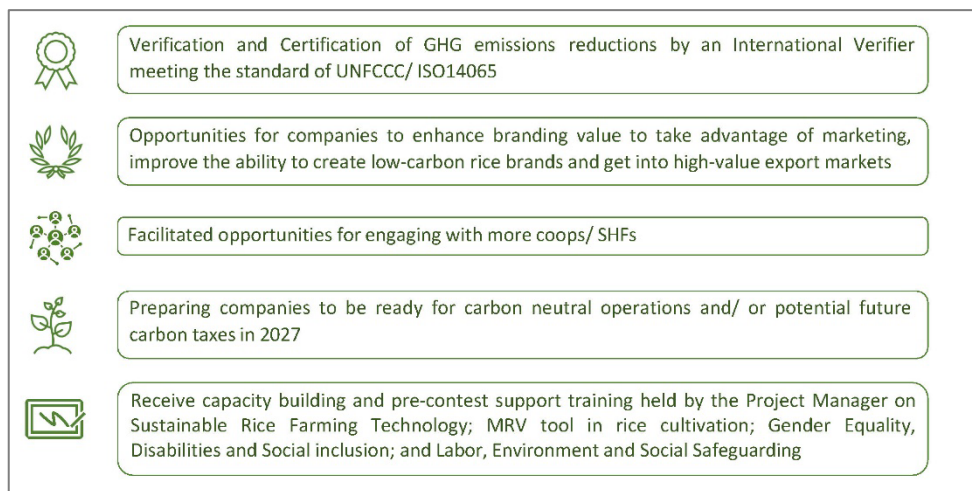 Verification and Certification of GHG emissions reductions by an International Verifier
meeting the standard of UNFCCC/ ISO14065
Opportunities for companies to enhance branding value to take advantage of marketing,
improve the ability to create low-carbon rice brands and get into high-value export markets
Facilitated opportunities for engaging with more coops/ SHFs
Preparing companies to be ready for carbon neutral operations and/ or potential future
carbon taxes in 2027
Receive capacity building and pre-contest support training held by the Project Manager on
Sustainable Rice Farming Technology; MRV tool in rice cultivation; Gender Equality,
Disabilities and Social inclusion; and Labor, Environment and Social Safeguarding